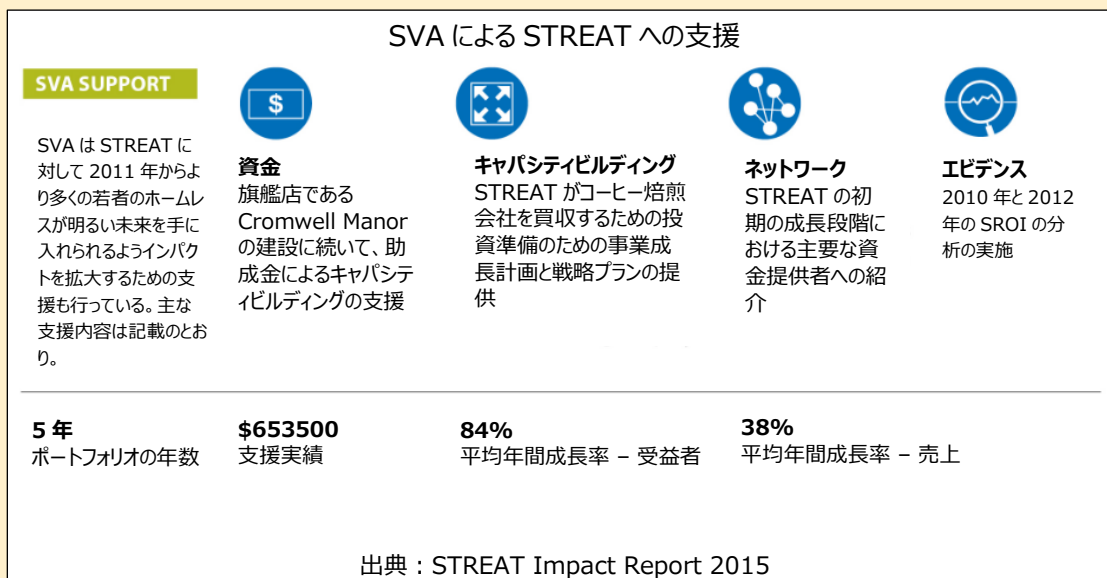 SVA による STREAT への支援
SVA SUPPORT
SVA は STREAT に
対して 2011 年からよ
り多くの若者のホームレ
スが明るい未来を手に
入れられるようインパク
トを拡大するための支
援も行っている。主な
支援内容は記載のとお
り。
$
資金
旗艦店である
Cromwell Manor
の建設に続いて、助
成金によるキャパシテ
ィビルディングの支援
キャパシティビルディング
STREAT がコーヒー焙煎
会社を買収するための投
資準備のための事業成
長計画と戦略プランの提
供
ネットワーク
STREAT の初
期の成長段階に
おける主要な資
金提供者への紹
介
エビデンス
2010 年と 2012
年の SROI の分
析の実施
5 年
ポートフォリオの年数
$653500
支援実績
84%
平均年間成長率 – 受益者
38%
平均年間成長率 – 売上
出典：STREAT Impact Report 2015